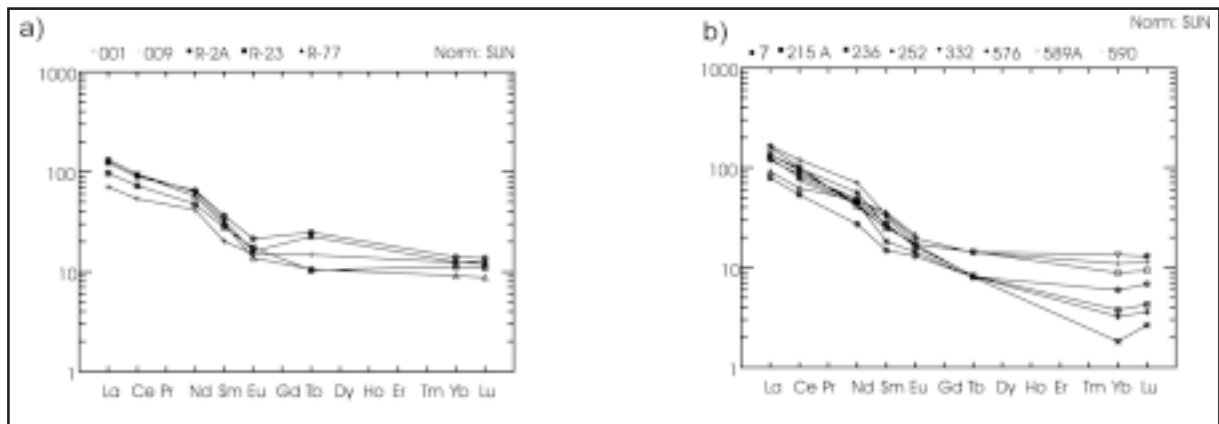 a)
001 009 R-2A R-23 R-77 Norm: SUN
1000
100
10
1
La Ce Pr Nd Sm Eu Gd Tb Dy Ho Er Tm Yb Lu
b)
Norm: SUN
7 215 A 236 252 332 576 589A 590
1000
100
10
1
La Ce Pr Nd Sm Eu Gd Tb Dy Ho Er Tm Yb Lu